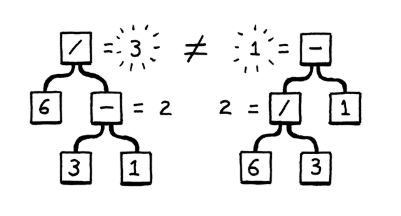 / = 3 ≠ 1 = −
6 − = 2 2 = / 1
3 1 6 3